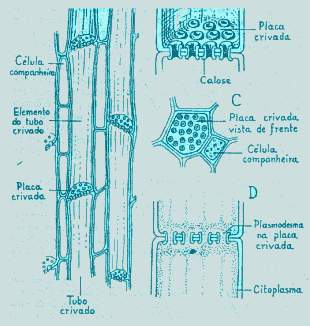 Célula
companheira
Elemento
do tubo
crivado
Placa
crivada
Tubo
crivado
Placa
crivada
Calose
C
Placa crivada
vista de frente
Célula
companheira
D
Plasmodesma
na placa
crivada
Citoplasma